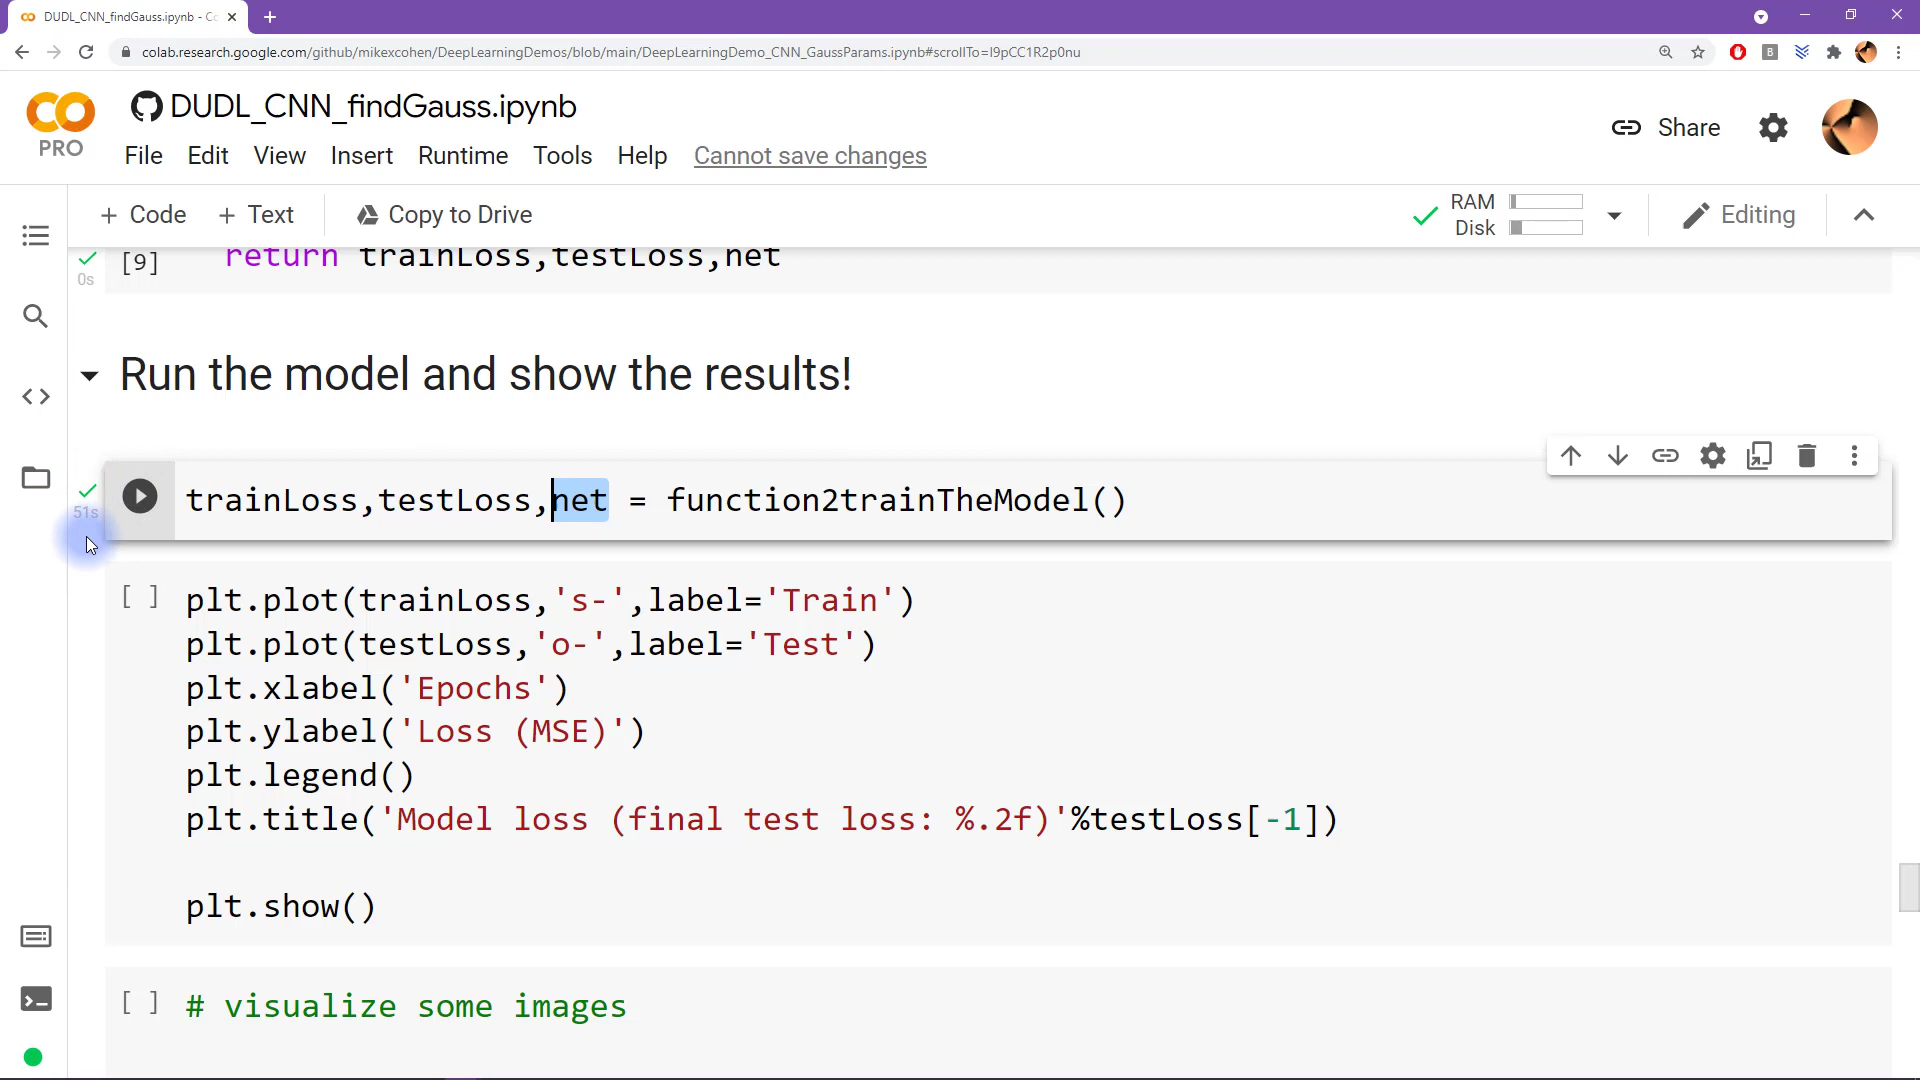 DUDL_CNN_findGauss.ipynb - Co
colab.research.google.com/github/mikexcohen/DeepLearningDemos/blob/main/DeepLearningDemo_CNN_GaussParams.ipynb#scrollTo=I9pCC1R2p0nu
PRO
DUDL_CNN_findGauss.ipynb
Share
File Edit View Insert Runtime Tools Help Cannot save changes
+ Code + Text Copy to Drive
RAM
Disk
Editing
[9] return trainLoss,testLoss,net
0s
Run the model and show the results!
trainLoss,testLoss,net = function2trainTheModel()
51s
[ ] plt.plot(trainLoss,'s-',label='Train')
plt.plot(testLoss,'o-',label='Test')
plt.xlabel('Epochs')
plt.ylabel('Loss (MSE)')
plt.legend()
plt.title('Model loss (final test loss: %.2f)'%testLoss[-1])
plt.show()
[ ] # visualize some images